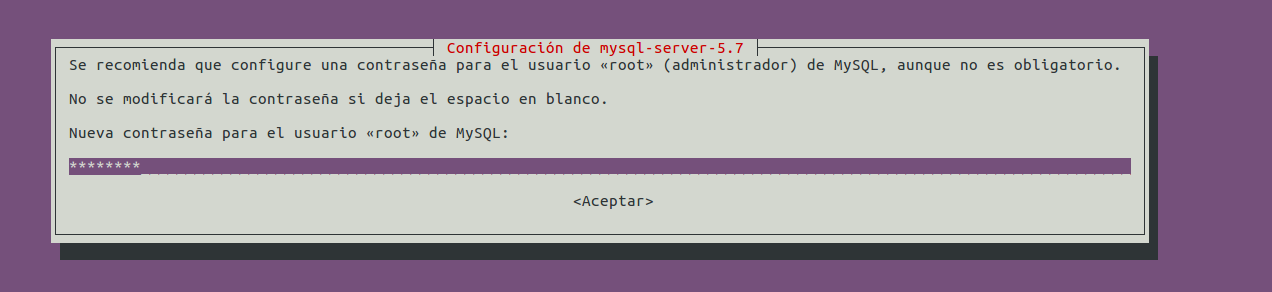 Configuración de mysql-server-5.7
Se recomienda que configure una contraseña para el usuario «root» (administrador) de MySQL, aunque no es obligatorio.
No se modificará la contraseña si deja el espacio en blanco.
Nueva contraseña para el usuario «root» de MySQL:
********
<Aceptar>